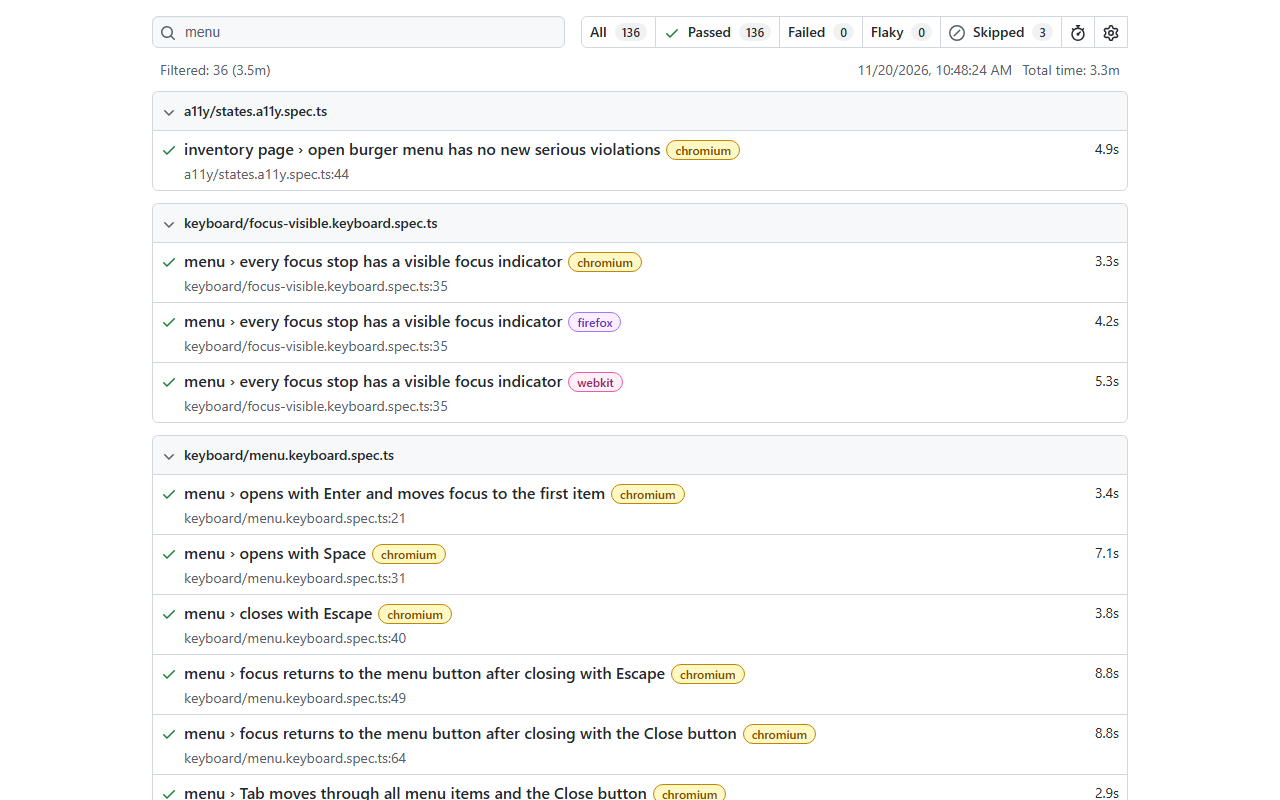 menu
All 136 Passed 136 Failed 0 Flaky 0 Skipped 3
Filtered: 36 (3.5m) 11/20/2026, 10:48:24 AM Total time: 3.3m
a11y/states.a11y.spec.ts
inventory page › open burger menu has no new serious violations chromium 4.9s
a11y/states.a11y.spec.ts:44
keyboard/focus-visible.keyboard.spec.ts
menu › every focus stop has a visible focus indicator chromium 3.3s
keyboard/focus-visible.keyboard.spec.ts:35
menu › every focus stop has a visible focus indicator firefox 4.2s
keyboard/focus-visible.keyboard.spec.ts:35
menu › every focus stop has a visible focus indicator webkit 5.3s
keyboard/focus-visible.keyboard.spec.ts:35
keyboard/menu.keyboard.spec.ts
menu › opens with Enter and moves focus to the first item chromium 3.4s
keyboard/menu.keyboard.spec.ts:21
menu › opens with Space chromium 7.1s
keyboard/menu.keyboard.spec.ts:31
menu › closes with Escape chromium 3.8s
keyboard/menu.keyboard.spec.ts:40
menu › focus returns to the menu button after closing with Escape chromium 8.8s
keyboard/menu.keyboard.spec.ts:49
menu › focus returns to the menu button after closing with the Close button chromium 8.8s
keyboard/menu.keyboard.spec.ts:64
menu › Tab moves through all menu items and the Close button chromium 2.9s